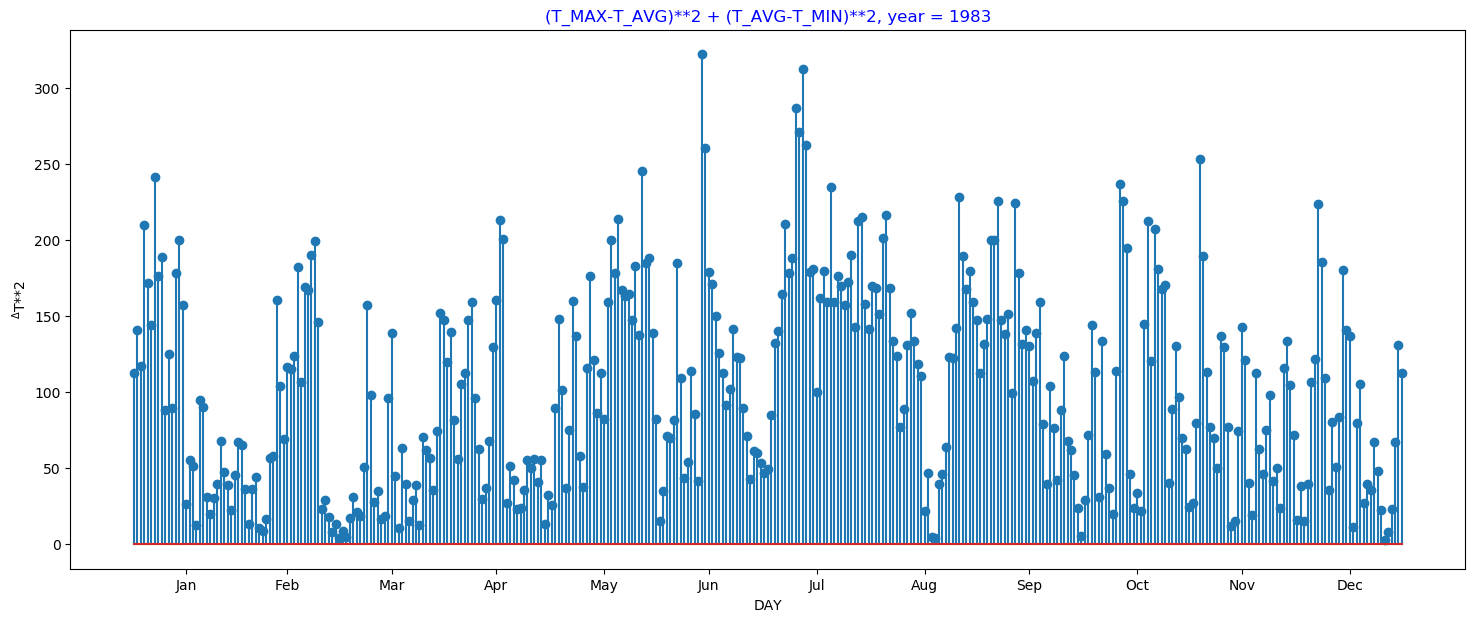 (T_MAX-T_AVG)**2 + (T_AVG-T_MIN)**2, year = 1983
300
250
200
150
100
50
0
ΔT**2
Jan Feb Mar Apr May Jun Jul Aug Sep Oct Nov Dec
DAY